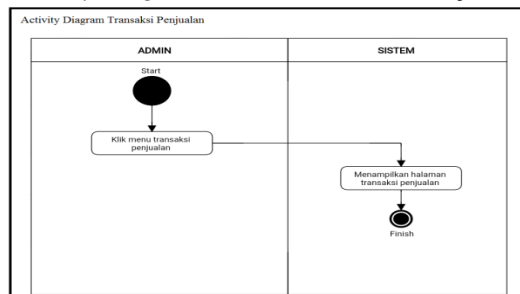 Activity Diagram Transaksi Penjualan
ADMIN
SISTEM
Start
Klik menu transaksi
penjualan
Menampilkan halaman
transaksi penjualan
Finish